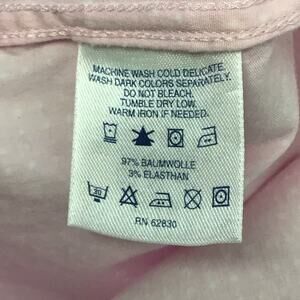 MACHINE WASH COLD DELICATE.
WASH DARK COLORS SEPARATELY.
DO NOT BLEACH.
TUMBLE DRY LOW.
WARM IRON IF NEEDED.
97% BAUMWOLLE
3% ELASTHAN
30
RN 62830